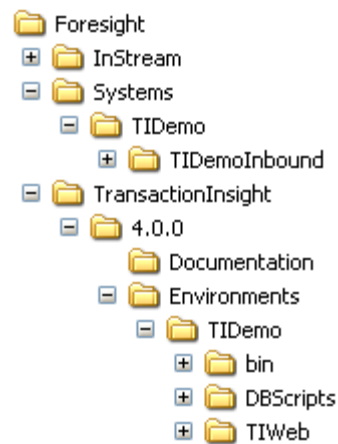 Foresight
InStream
Systems
TIDemo
TIDemoInbound
TransactionInsight
4.0.0
Documentation
Environments
TIDemo
bin
DBScripts
TIWeb